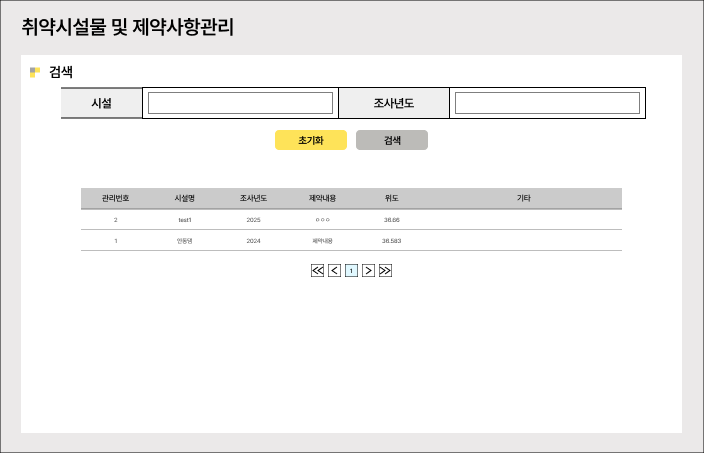 취약시설물 및 제약사항관리
검색
시설 조사년도
초기화 검색
관리번호 시설명 조사년도 제약내용 위도 기타
2 test1 2025 ㅇㅇㅇ 36.66
1 안동댐 2024 제약내용 36.583
1